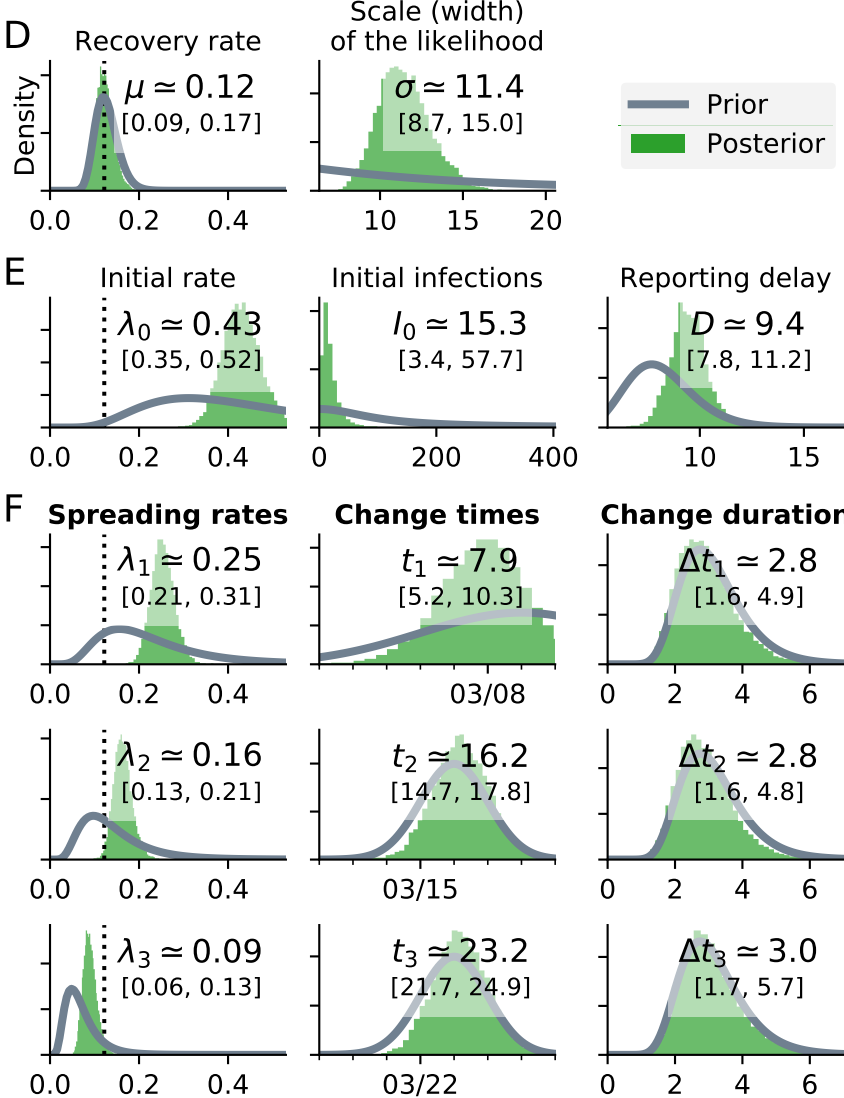 D
Recovery rate
Scale (width)
of the likelihood
Density
μ ≃ 0.12
[0.09, 0.17]
σ ≃ 11.4
[8.7, 15.0]
Prior
Posterior
0.0 0.2 0.4
10 15 20
E
Initial rate
Initial infections
Reporting delay
λ0 ≃ 0.43
[0.35, 0.52]
I0 ≃ 15.3
[3.4, 57.7]
D ≃ 9.4
[7.8, 11.2]
0.0 0.2 0.4
0 200 400
10 15
F
Spreading rates
Change times
Change duration
λ1 ≃ 0.25
[0.21, 0.31]
t1 ≃ 7.9
[5.2, 10.3]
Δt1 ≃ 2.8
[1.6, 4.9]
0.0 0.2 0.4
03/08
0 2 4 6
λ2 ≃ 0.16
[0.13, 0.21]
t2 ≃ 16.2
[14.7, 17.8]
Δt2 ≃ 2.8
[1.6, 4.8]
0.0 0.2 0.4
03/15
0 2 4 6
λ3 ≃ 0.09
[0.06, 0.13]
t3 ≃ 23.2
[21.7, 24.9]
Δt3 ≃ 3.0
[1.7, 5.7]
0.0 0.2 0.4
03/22
0 2 4 6